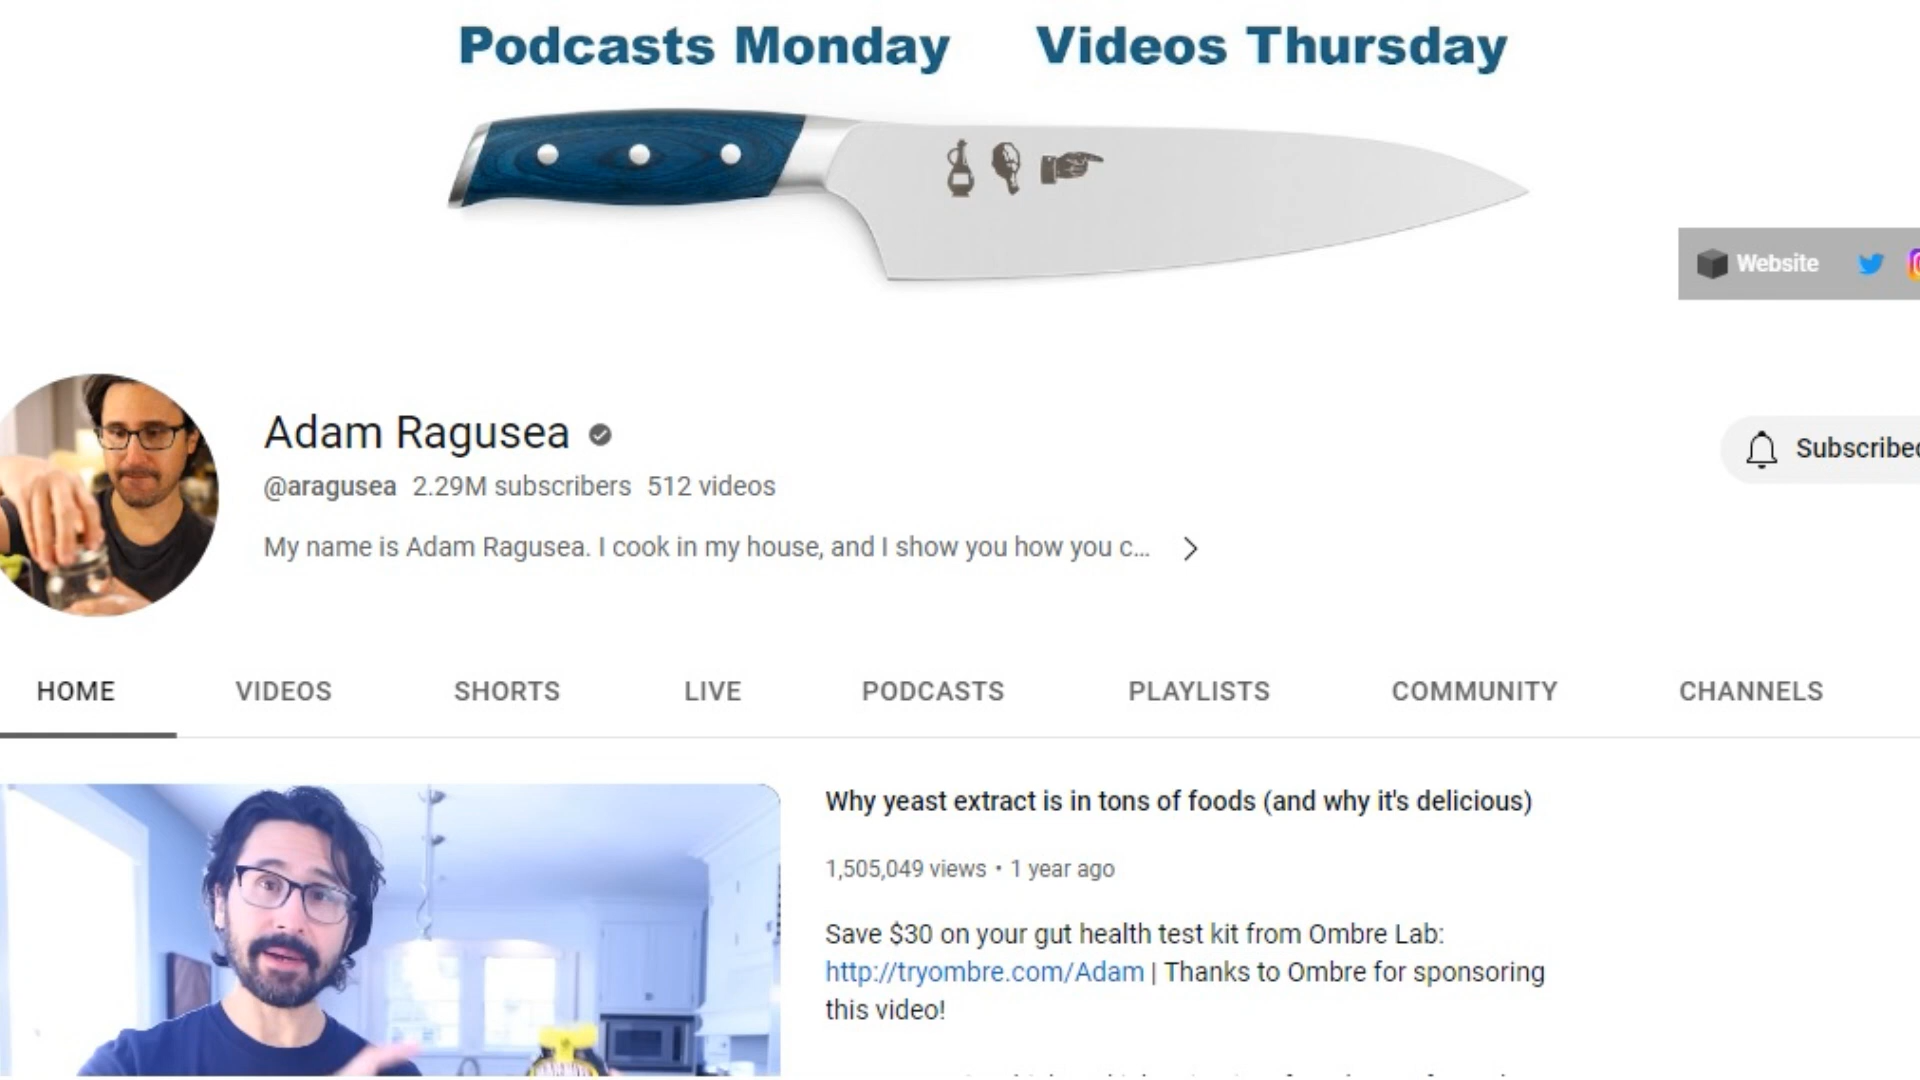 Podcasts Monday Videos Thursday
Website
Adam Ragusea
@aragusea 2.29M subscribers 512 videos
My name is Adam Ragusea. I cook in my house, and I show you how you c...
Subscribed
HOME VIDEOS SHORTS LIVE PODCASTS PLAYLISTS COMMUNITY CHANNELS
Why yeast extract is in tons of foods (and why it's delicious)
1,505,049 views • 1 year ago
Save $30 on your gut health test kit from Ombre Lab:
http://tryombre.com/Adam | Thanks to Ombre for sponsoring
this video!